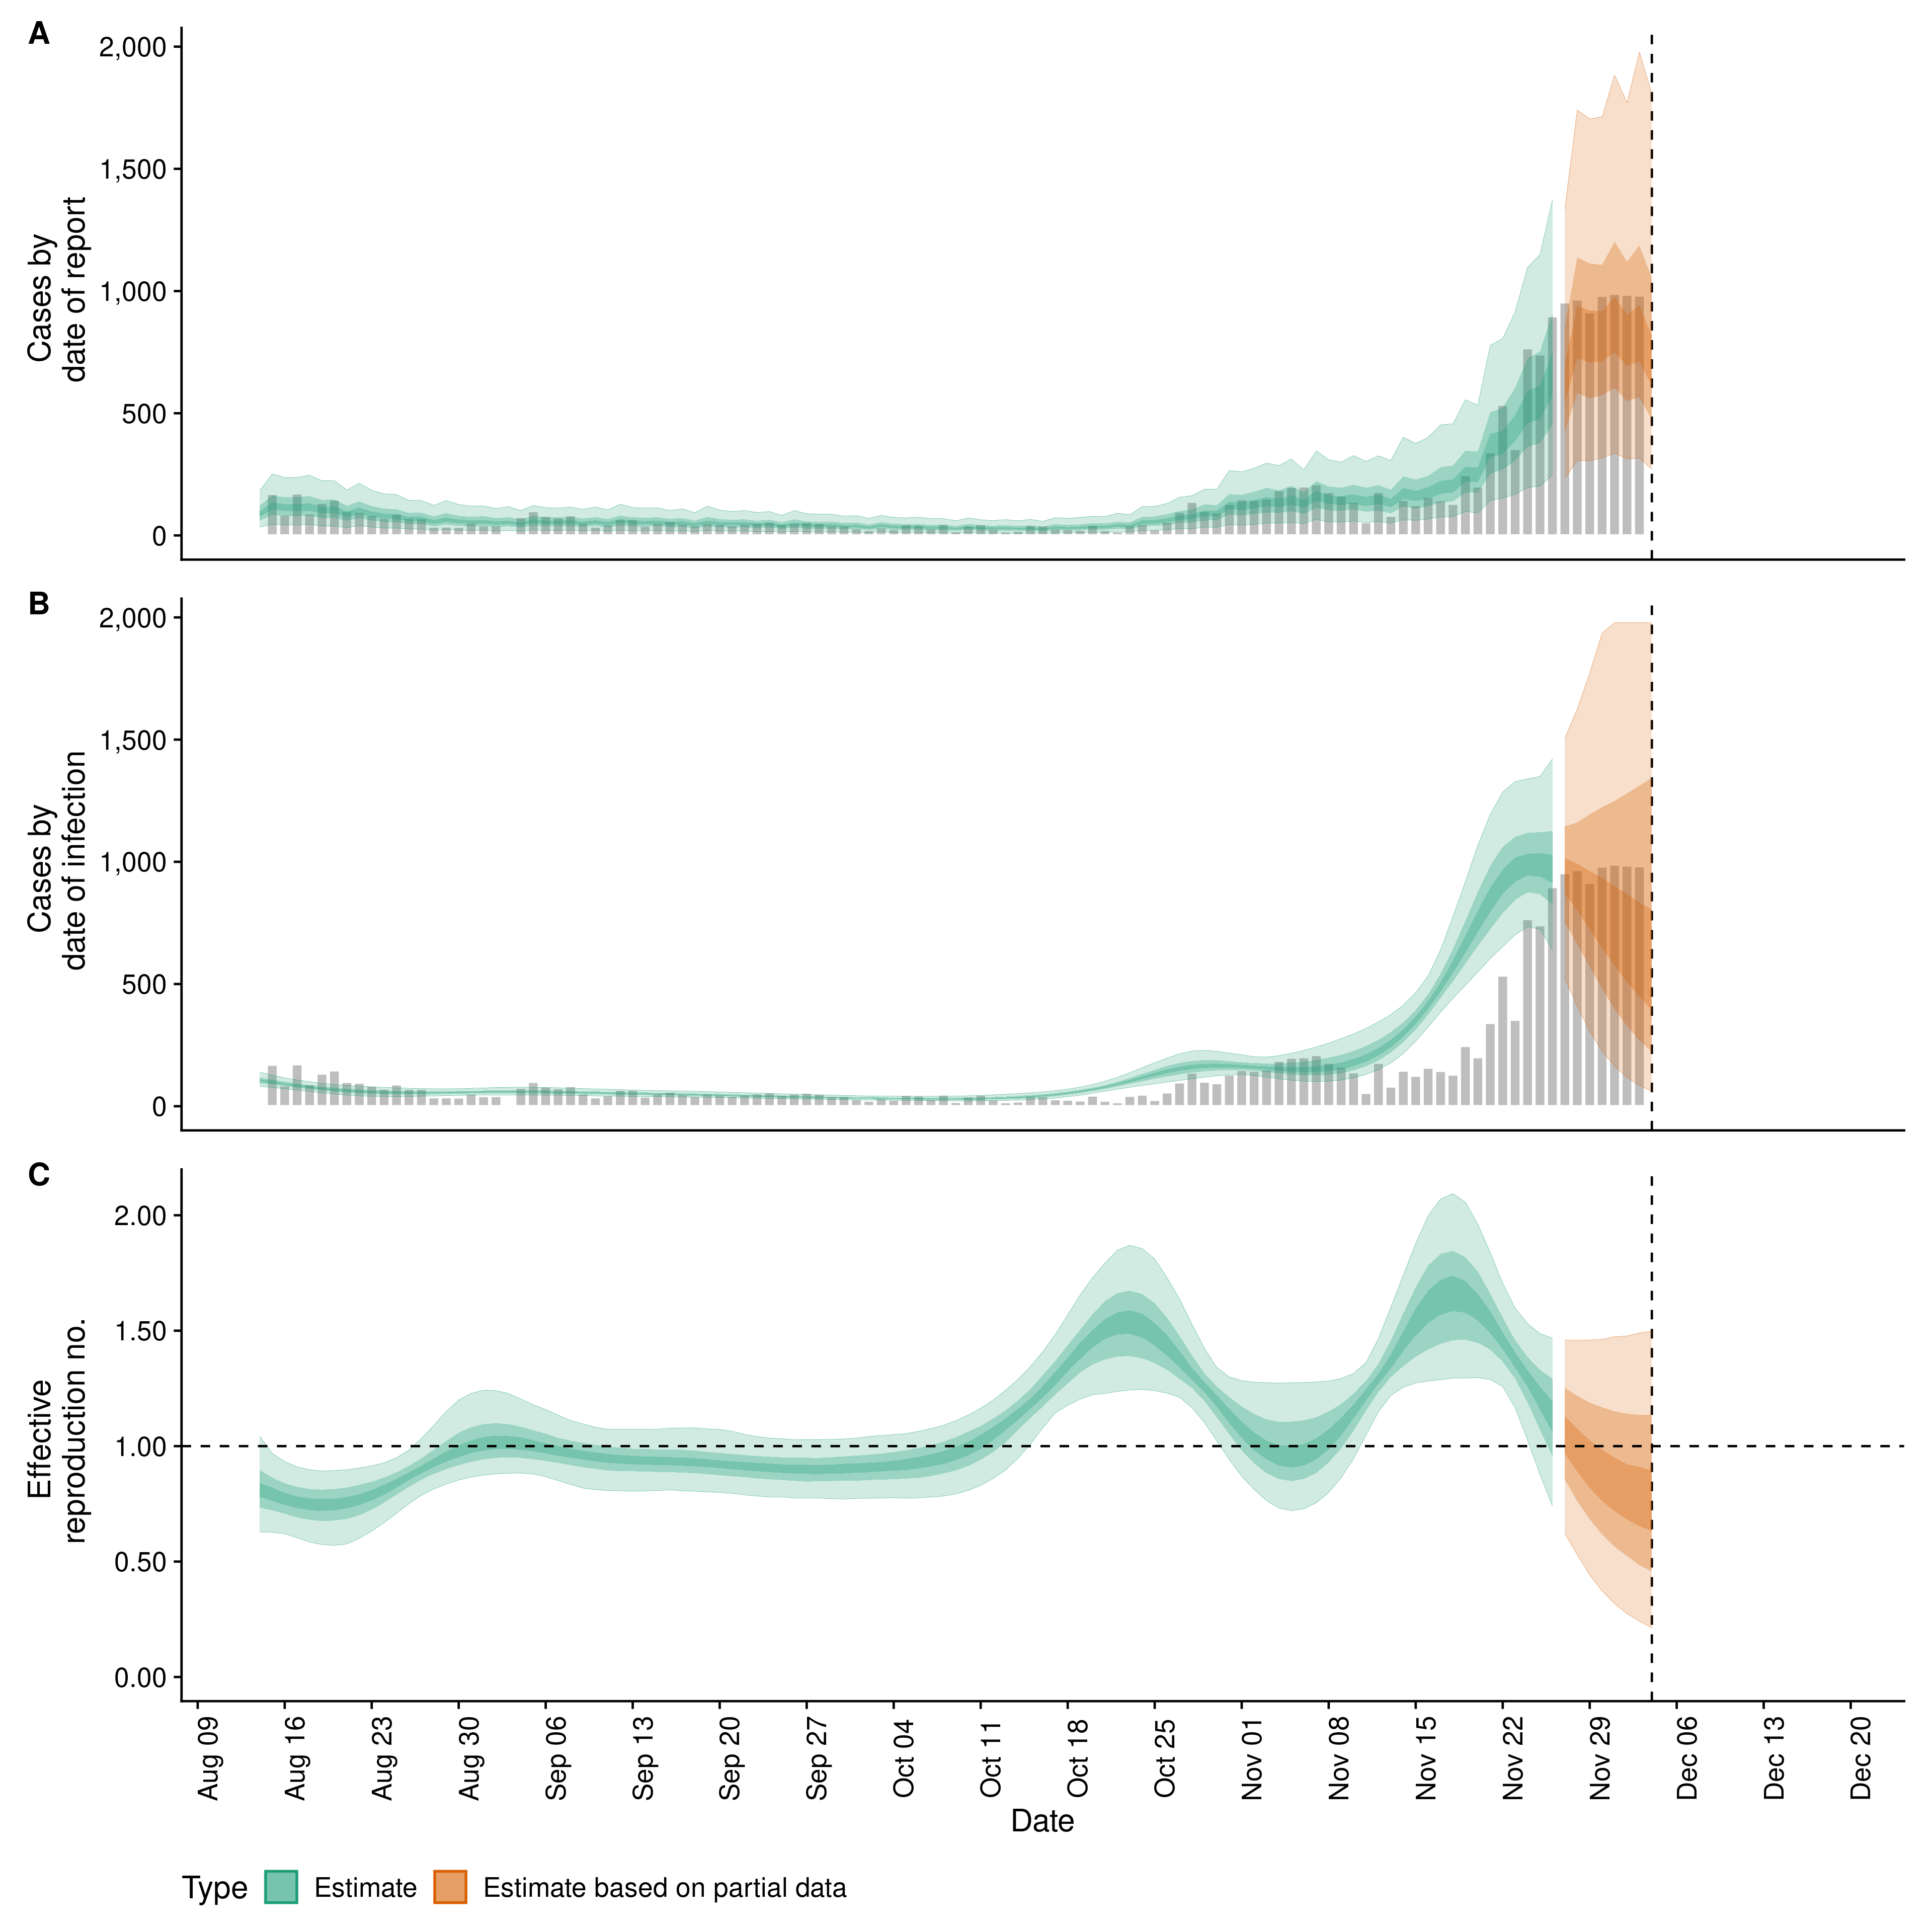 A
2,000
1,500
1,000
500
0
Cases by
date of report
B
2,000
1,500
1,000
500
0
Cases by
date of infection
C
2.00
1.50
1.00
0.50
0.00
Effective
reproduction no.
Aug 09
Aug 16
Aug 23
Aug 30
Sep 06
Sep 13
Sep 20
Sep 27
Oct 04
Oct 11
Oct 18
Oct 25
Nov 01
Nov 08
Nov 15
Nov 22
Nov 29
Dec 06
Dec 13
Dec 20
Date
Type Estimate Estimate based on partial data